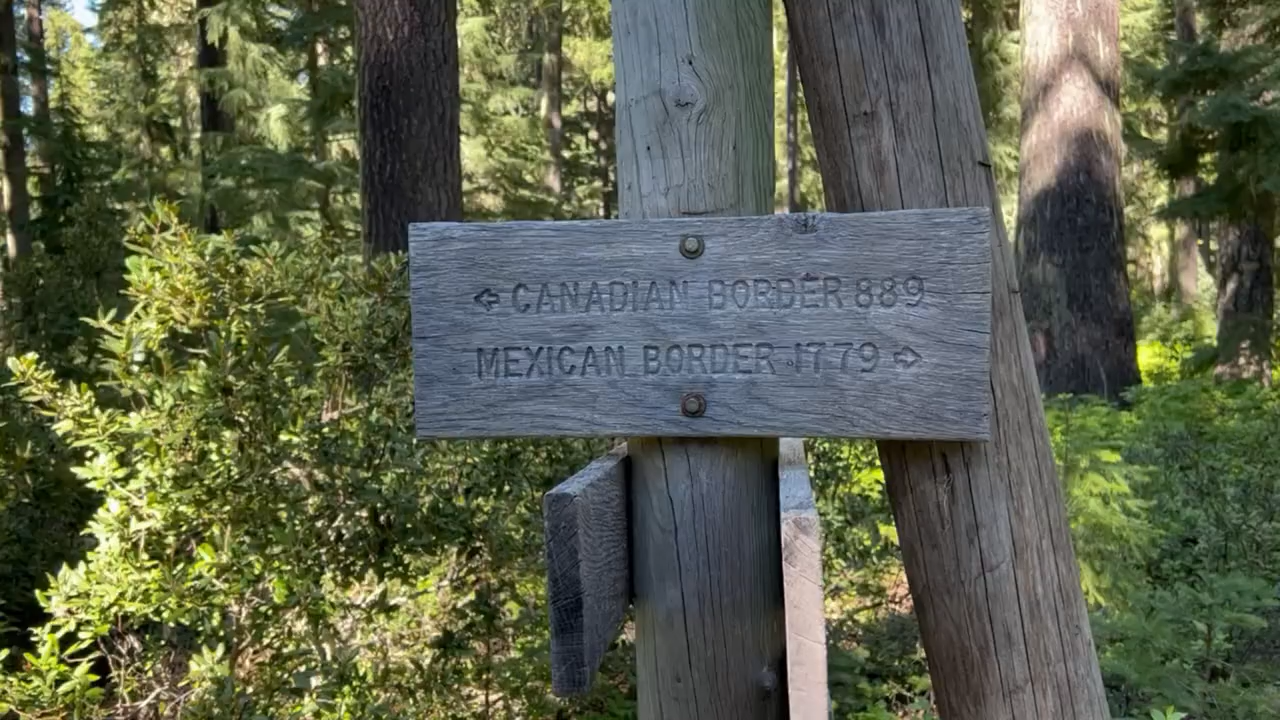 ⇦ CANADIAN BORDER 889
MEXICAN BORDER 1779 ⇨